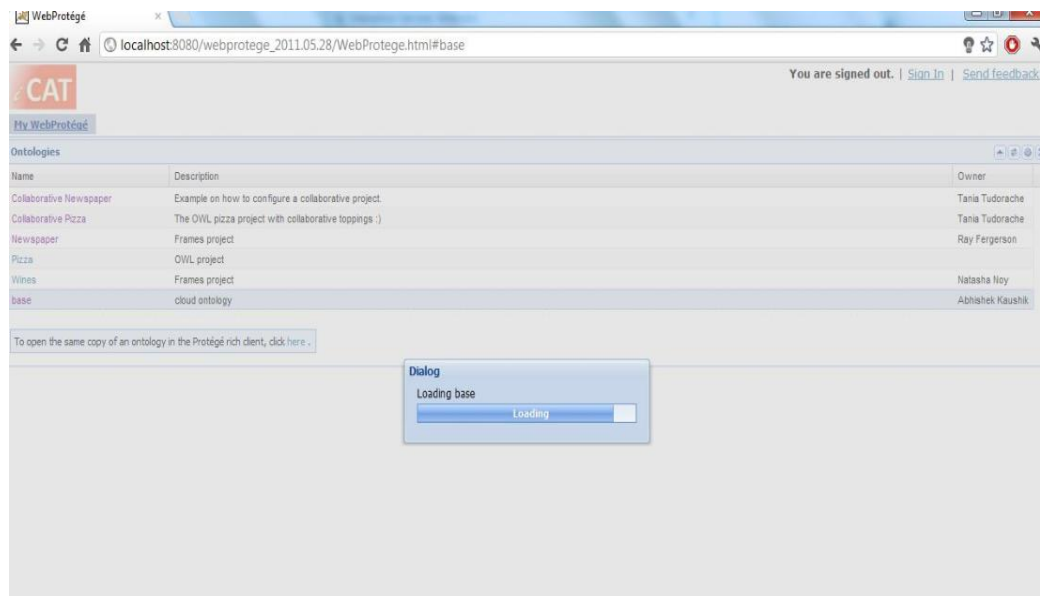 WebProtégé
localhost:8080/webprotege_2011.05.28/WebProtege.html#base
iCAT
You are signed out. | Sign In | Send feedback
My WebProtégé
Ontologies
Name Description Owner
Collaborative Newspaper Example on how to configure a collaborative project. Tania Tudorache
Collaborative Pizza The OWL pizza project with collaborative toppings :) Tania Tudorache
Newspaper Frames project Ray Fergerson
Pizza OWL project
Wines Frames project Natasha Noy
base cloud ontology Abhishek Kaushik
To open the same copy of an ontology in the Protégé rich client, click here .
Dialog
Loading base
Loading